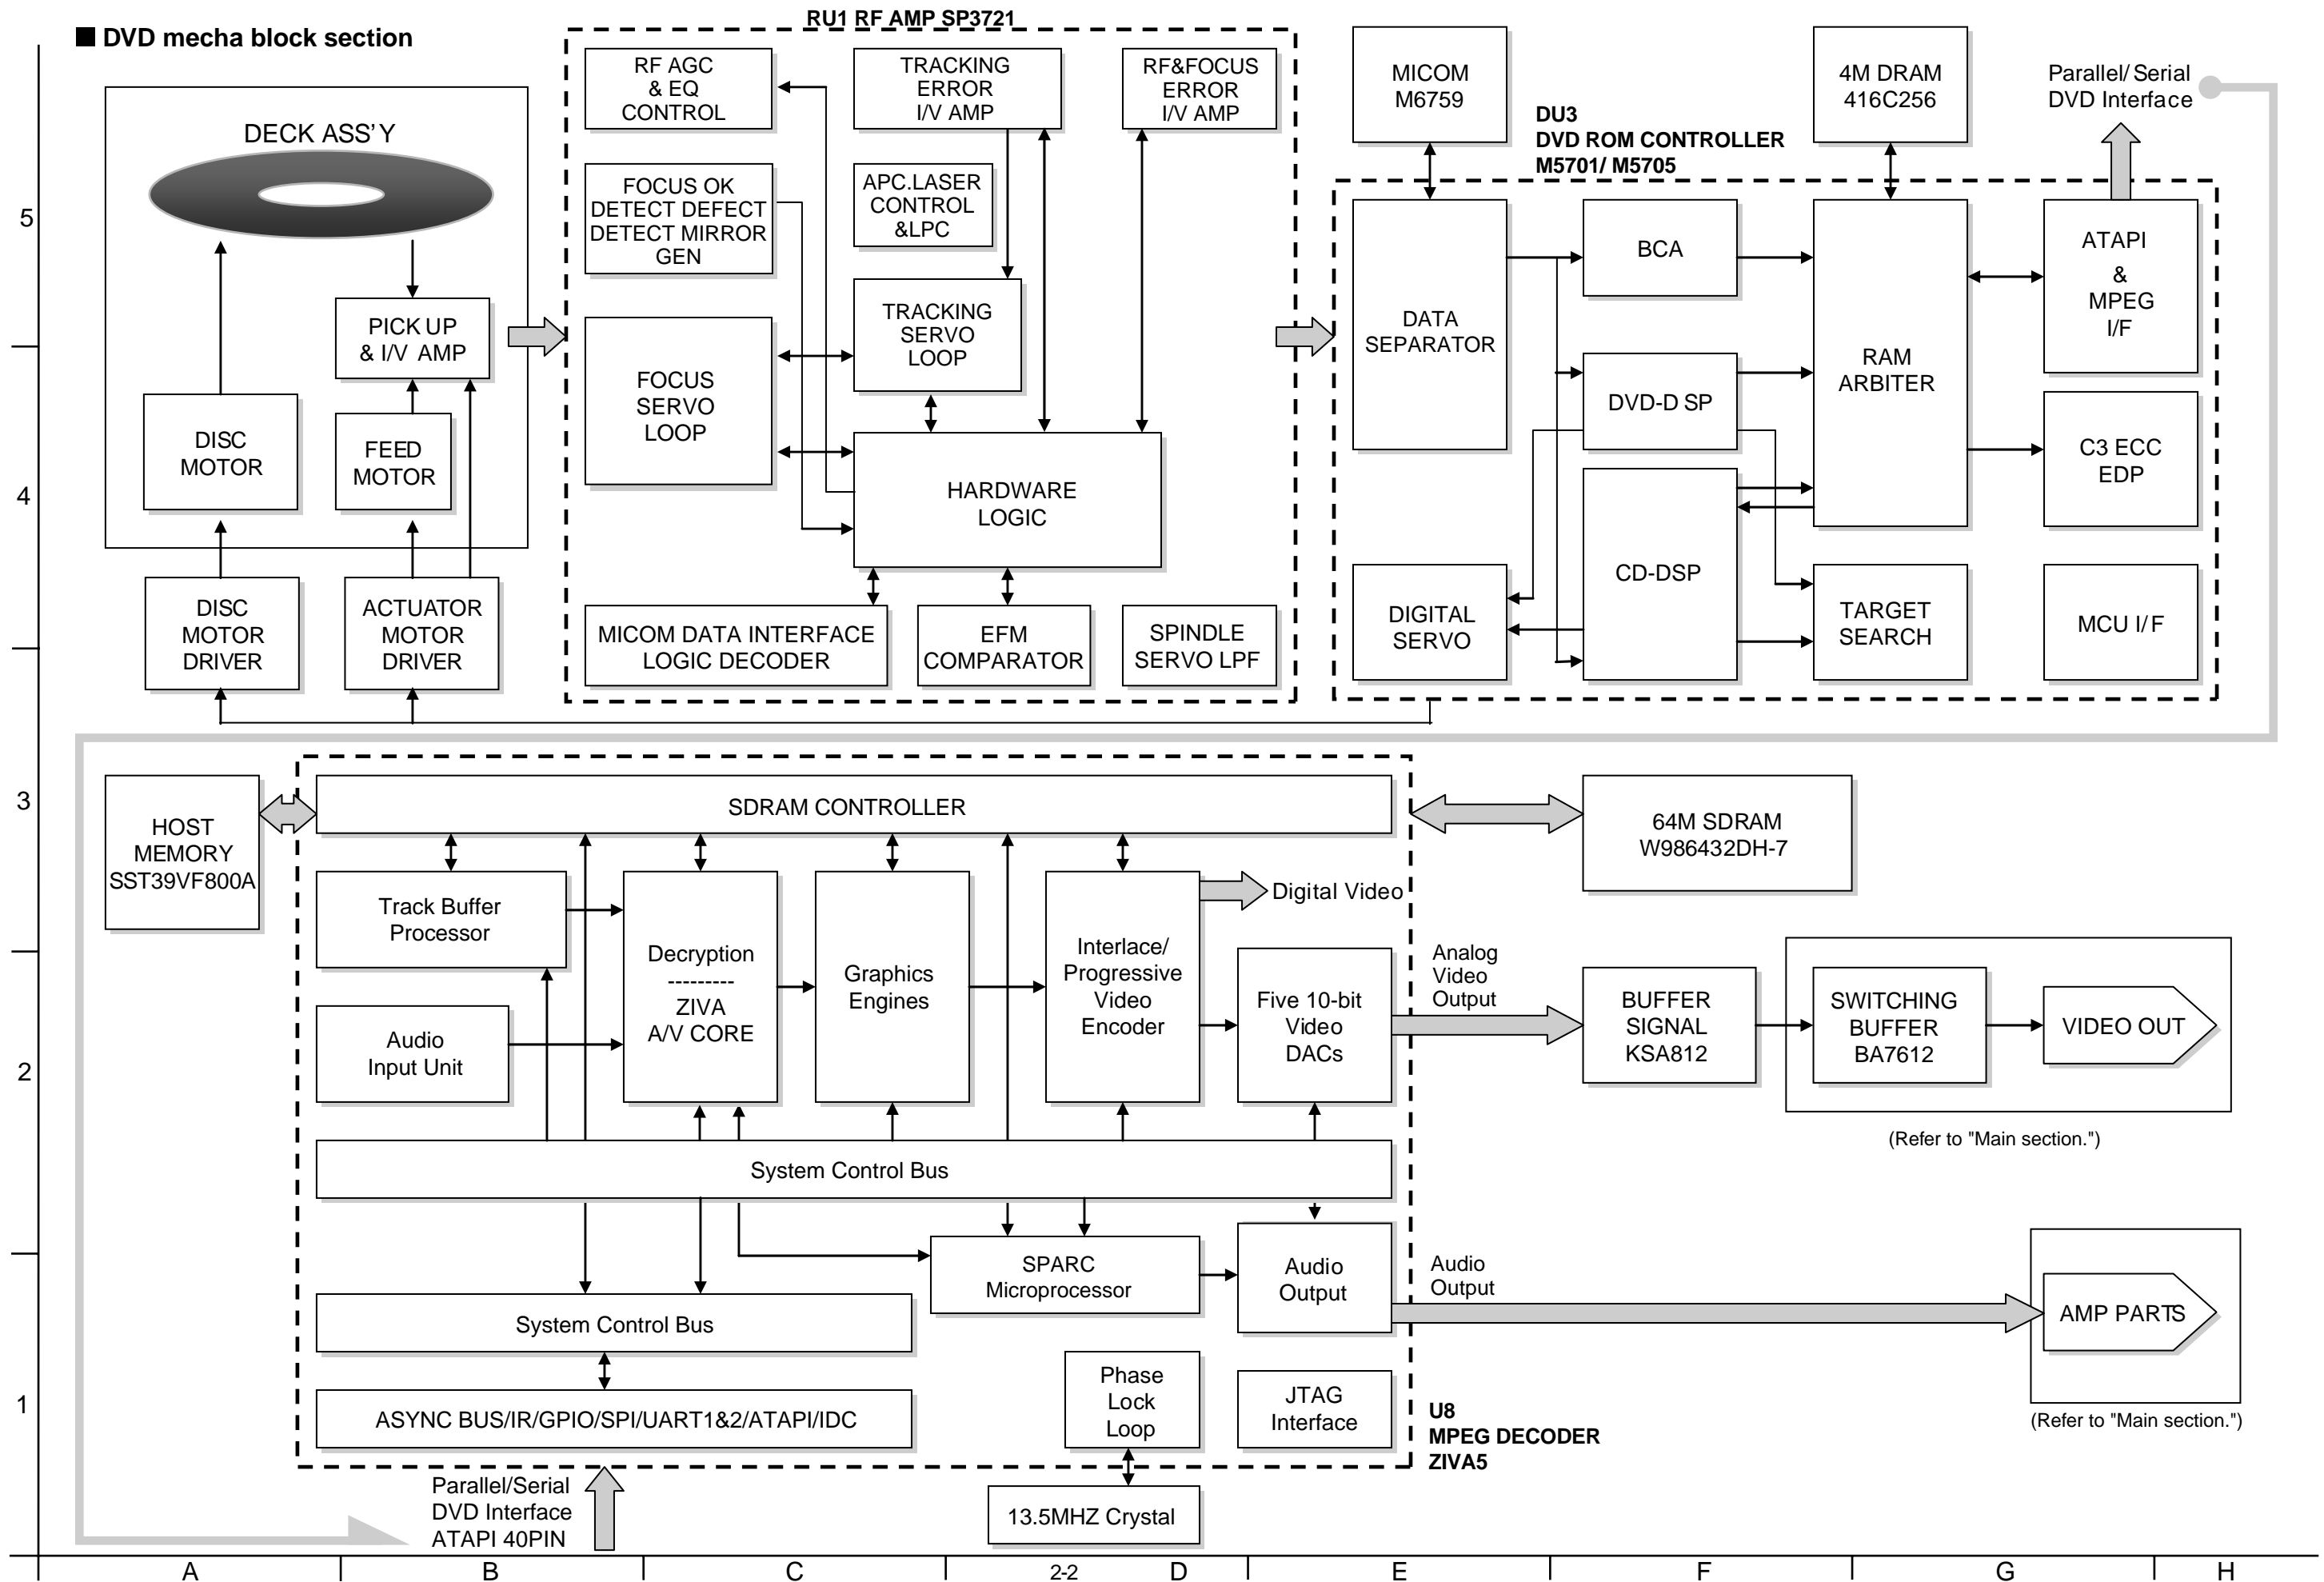 ■ DVD mecha block section
RU1 RF AMP SP3721
DECK ASS'Y
PICK UP
& I/V AMP
DISC
MOTOR
FEED
MOTOR
DISC
MOTOR
DRIVER
ACTUATOR
MOTOR
DRIVER
RF AGC
& EQ
CONTROL
TRACKING
ERROR
I/V AMP
RF&FOCUS
ERROR
I/V AMP
FOCUS OK
DETECT DEFECT
DETECT MIRROR
GEN
APC.LASER
CONTROL
&LPC
TRACKING
SERVO
LOOP
FOCUS
SERVO
LOOP
HARDWARE
LOGIC
MICOM DATA INTERFACE
LOGIC DECODER
EFM
COMPARATOR
SPINDLE
SERVO LPF
MICOM
M6759
DU3
DVD ROM CONTROLLER
M5701/ M5705
4M DRAM
416C256
Parallel/ Serial
DVD Interface
DATA
SEPARATOR
BCA
DVD-D SP
CD-DSP
RAM
ARBITER
ATAPI
&
MPEG
I/F
C3 ECC
EDP
DIGITAL
SERVO
TARGET
SEARCH
MCU I/F
HOST
MEMORY
SST39VF800A
SDRAM CONTROLLER
64M SDRAM
W986432DH-7
Track Buffer
Processor
Audio
Input Unit
Decryption
---------
ZIVA
A/V CORE
Graphics
Engines
Interlace/
Progressive
Video
Encoder
Digital Video
Five 10-bit
Video
DACs
Analog
Video
Output
BUFFER
SIGNAL
KSA812
SWITCHING
BUFFER
BA7612
VIDEO OUT
(Refer to "Main section.")
System Control Bus
SPARC
Microprocessor
Audio
Output
Audio
Output
AMP PARTS
(Refer to "Main section.")
System Control Bus
ASYNC BUS/IR/GPIO/SPI/UART1&2/ATAPI/IDC
Phase
Lock
Loop
JTAG
Interface
U8
MPEG DECODER
ZIVA5
Parallel/Serial
DVD Interface
ATAPI 40PIN
13.5MHZ Crystal
5
4
3
2
1
A
B
C
2-2
D
E
F
G
H